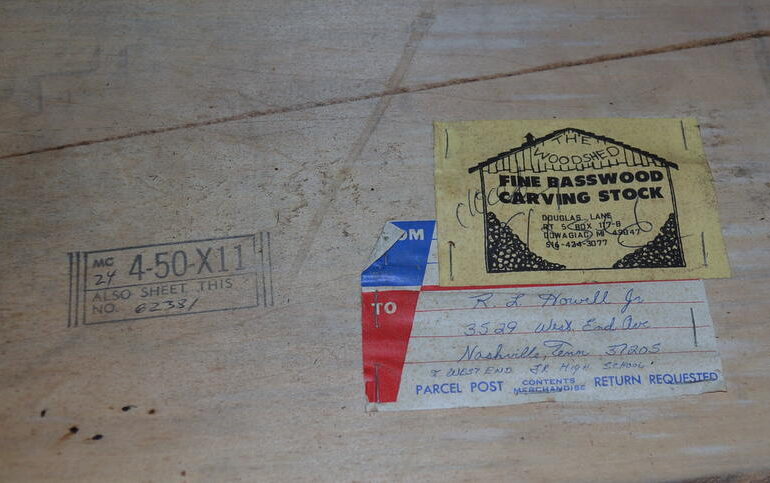 MC
24 4-50-X11
ALSO SHEET THIS
NO. 62381
THE
WOODSHED
FINE BASSWOOD
CARVING STOCK
DOUGLAS LANE
RT 5 BOX 117-B
DOWAGIAC MI 49047
616-424-3077
OM
TO
R. L Howell Jr
3529 West End Ave
Nashville, Tenn 37205
& WEST END JR HIGH SCHOOL
PARCEL POST CONTENTS MERCHANDISE RETURN REQUESTED